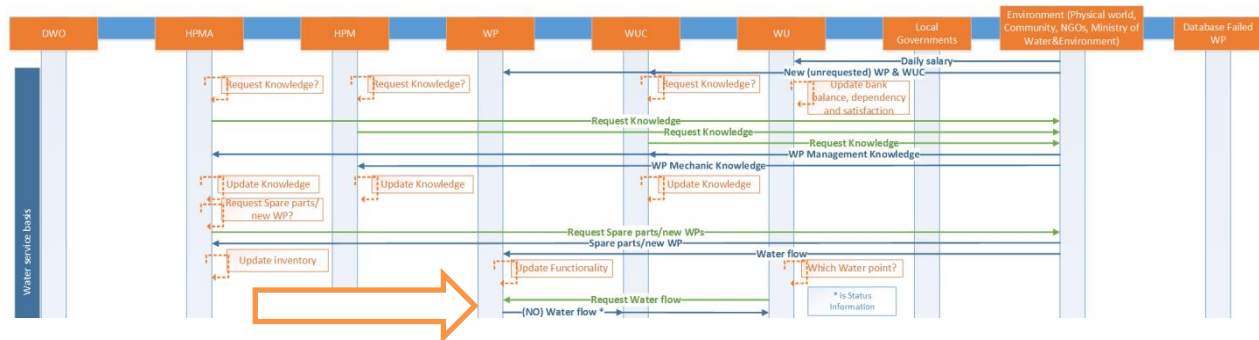 Environment (Physical world,
Community, NGOs, Ministry of
Water&Environment)
DWO
HPMA
HPM
WP
WUC
WU
Local
Governments
Database Failed
WP
Water service basis
Daily salary
New (unrequested) WP & WUC
Request Knowledge?
Request Knowledge?
Request Knowledge?
Update bank
balance, dependency
and satisfaction
Request Knowledge
Request Knowledge
Request Knowledge
WP Management Knowledge
WP Mechanic Knowledge
Update Knowledge
Update Knowledge
Update Knowledge
Request Spare parts/
new WP?
Request Spare parts/new WPs
Spare parts/new WP
Water flow
Update inventory
Update Functionality
Which Water point?
Request Water flow
* is Status
Information
(NO) Water flow *